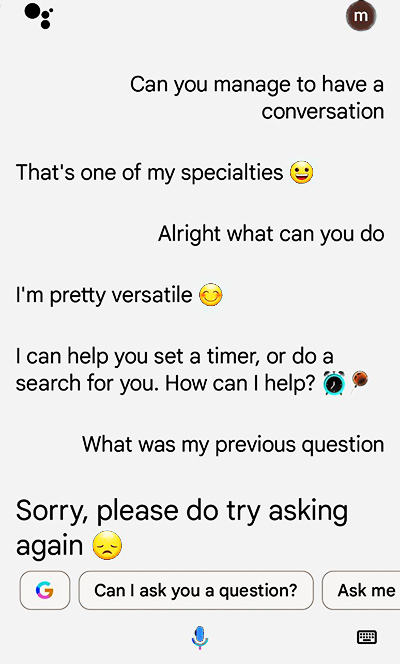 m
Can you manage to have a
conversation
That's one of my specialties 😀
Alright what can you do
I'm pretty versatile 😊
I can help you set a timer, or do a
search for you. How can I help? ⏰🔎
What was my previous question
Sorry, please do try asking
again 😞
G
Can I ask you a question?
Ask me